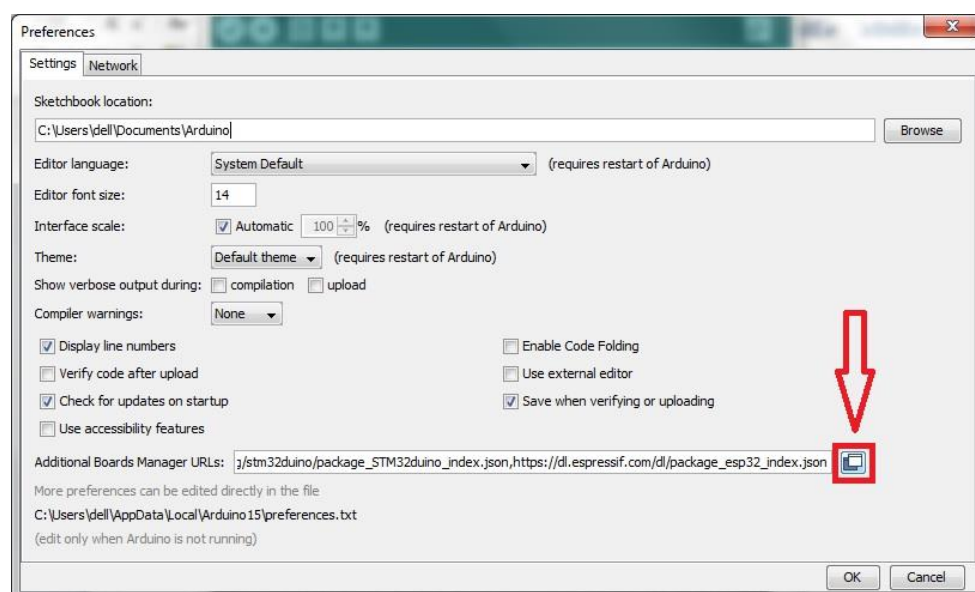 Preferences
Settings Network
Sketchbook location:
C:\Users\dell\Documents\Arduino Browse
Editor language: System Default (requires restart of Arduino)
Editor font size: 14
Interface scale: Automatic 100 % (requires restart of Arduino)
Theme: Default theme (requires restart of Arduino)
Show verbose output during: compilation upload
Compiler warnings: None
Display line numbers Enable Code Folding
Verify code after upload Use external editor
Check for updates on startup Save when verifying or uploading
Use accessibility features
Additional Boards Manager URLs: g/stm32duino/package_STM32duino_index.json,https://dl.espressif.com/dl/package_esp32_index.json
More preferences can be edited directly in the file
C:\Users\dell\AppData\Local\Arduino15\preferences.txt
(edit only when Arduino is not running)
OK Cancel